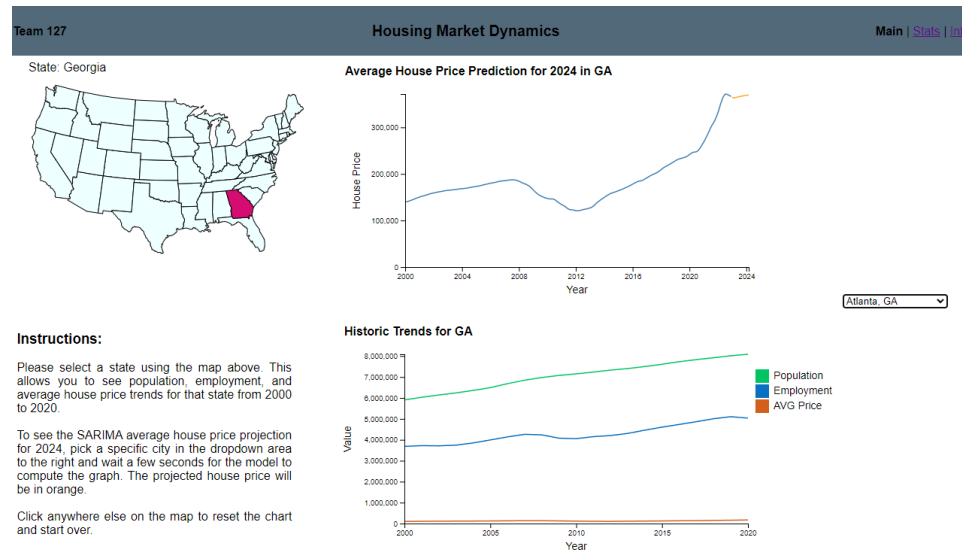 Team 127
Housing Market Dynamics
Main | Stats | Int
State: Georgia
Average House Price Prediction for 2024 in GA
300,000
200,000
100,000
0
House Price
2000 2004 2008 2012 2016 2020 2024
Year
Atlanta, GA
Instructions:
Please select a state using the map above. This
allows you to see population, employment, and
average house price trends for that state from 2000
to 2020.
To see the SARIMA average house price projection
for 2024, pick a specific city in the dropdown area
to the right and wait a few seconds for the model to
compute the graph. The projected house price will
be in orange.
Click anywhere else on the map to reset the chart
and start over.
Historic Trends for GA
8,000,000
7,000,000
6,000,000
5,000,000
4,000,000
3,000,000
2,000,000
1,000,000
0
Value
2000 2005 2010 2015 2020
Year
Population
Employment
AVG Price